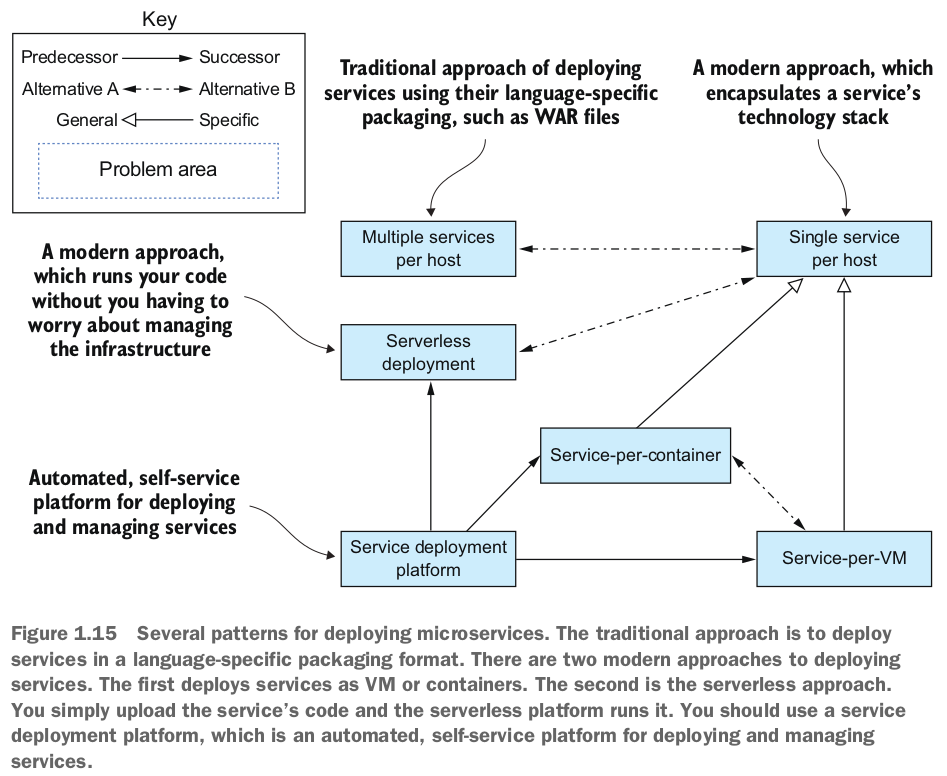 Key
Predecessor
Successor
Alternative A
Alternative B
General
Specific
Problem area
Traditional approach of deploying
services using their language-specific
packaging, such as WAR files
A modern approach, which
encapsulates a service's
technology stack
Multiple services
per host
Single service
per host
A modern approach,
which runs your code
without you having to
worry about managing
the infrastructure
Serverless
deployment
Service-per-container
Automated, self-service
platform for deploying
and managing services
Service deployment
platform
Service-per-VM
Figure 1.15 Several patterns for deploying microservices. The traditional approach is to deploy
services in a language-specific packaging format. There are two modern approaches to deploying
services. The first deploys services as VM or containers. The second is the serverless approach.
You simply upload the service's code and the serverless platform runs it. You should use a service
deployment platform, which is an automated, self-service platform for deploying and managing
services.